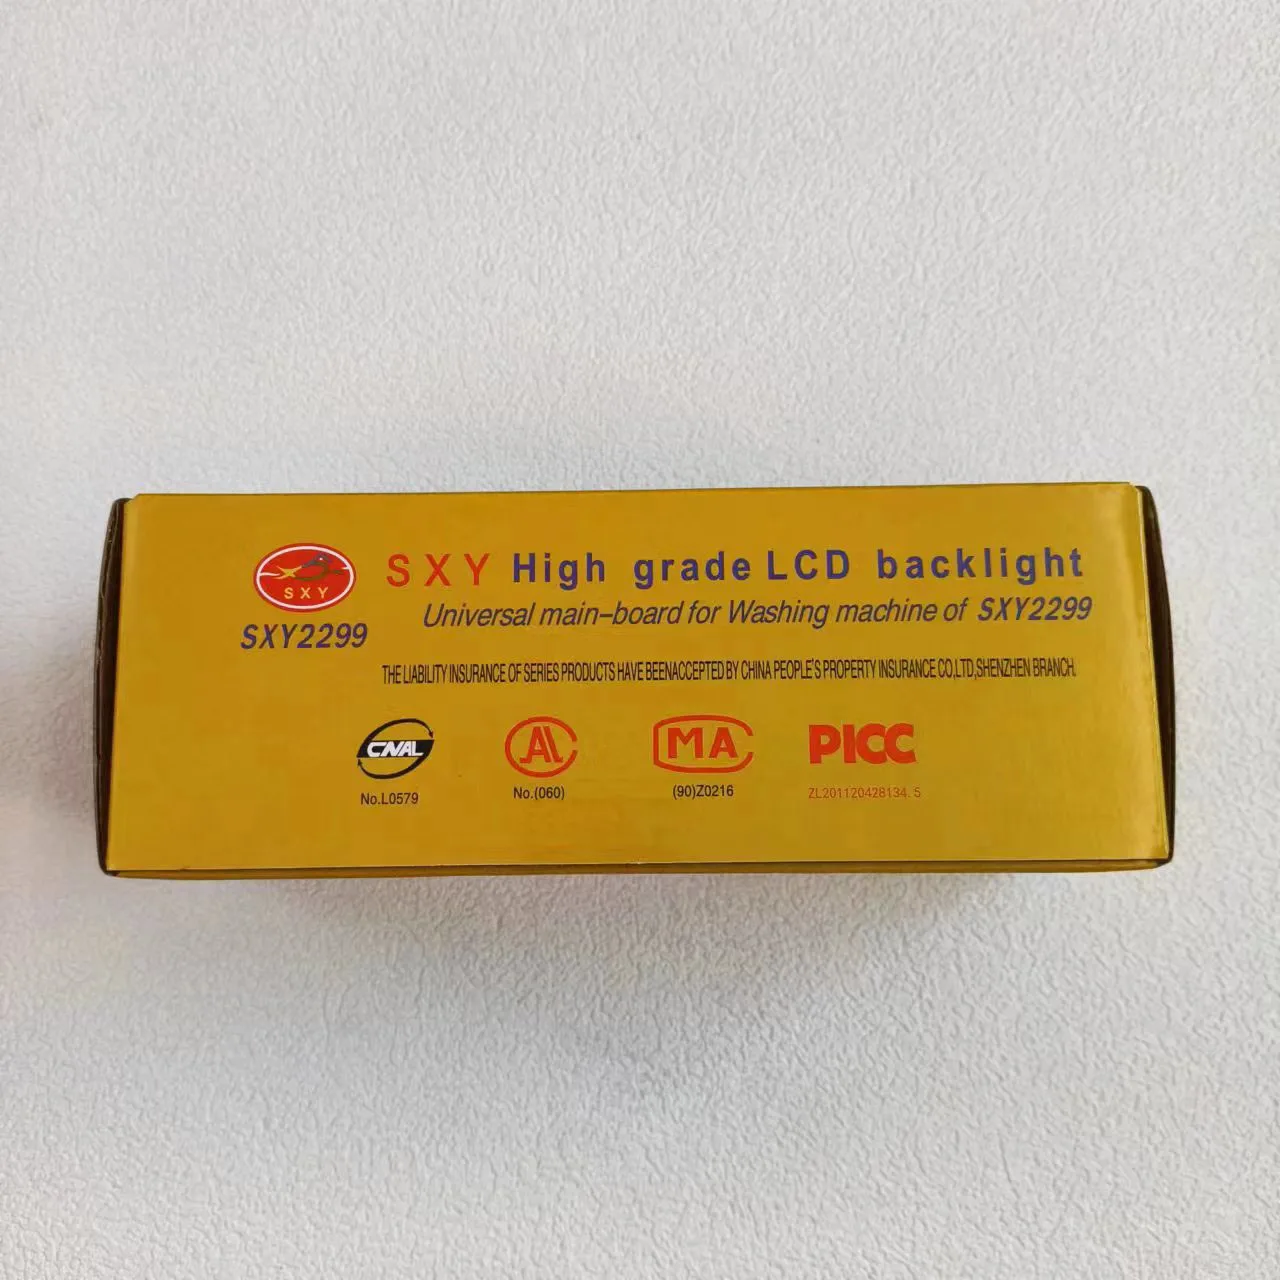 SXY
SXY2299
SXY High grade LCD backlight
Universal main-board for Washing machine of SXY2299
THE LIABILITY INSURANCE OF SERIES PRODUCTS HAVE BEENACCEPTED BY CHINA PEOPLE'S PROPERTY INSURANCE CO,LTD,SHENZHEN BRANCH.
CNAL
No.L0579
AL
No.(060)
MA
(90)Z0216
PICC
ZL201120428134.5